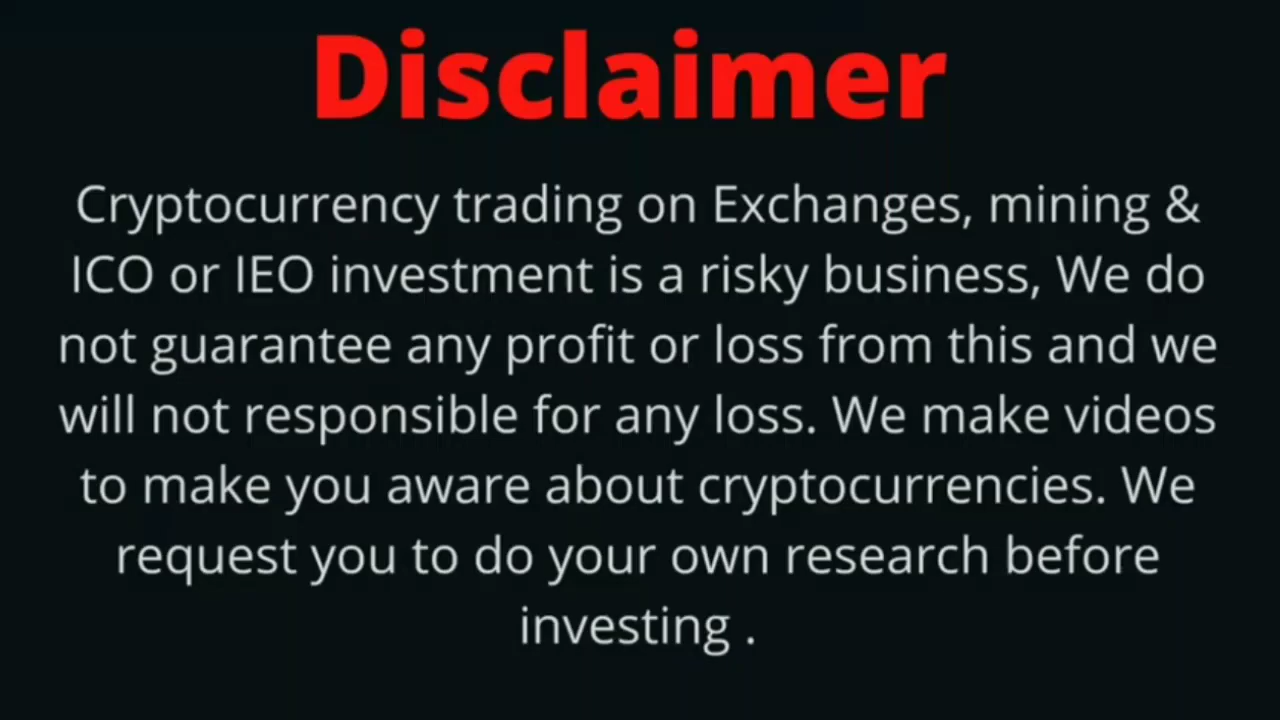 Disclaimer
Cryptocurrency trading on Exchanges, mining &
ICO or IEO investment is a risky business, We do
not guarantee any profit or loss from this and we
will not responsible for any loss. We make videos
to make you aware about cryptocurrencies. We
request you to do your own research before
investing .